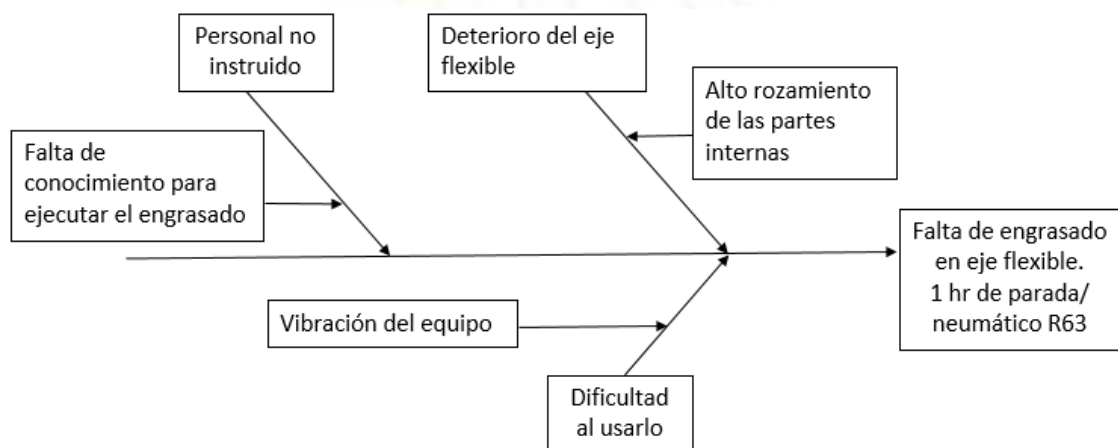 Personal no
instruido
Deterioro del eje
flexible
Alto rozamiento
de las partes
internas
Falta de
conocimiento para
ejecutar el engrasado
Falta de engrasado
en eje flexible.
1 hr de parada/
neumático R63
Vibración del equipo
Dificultad
al usarlo